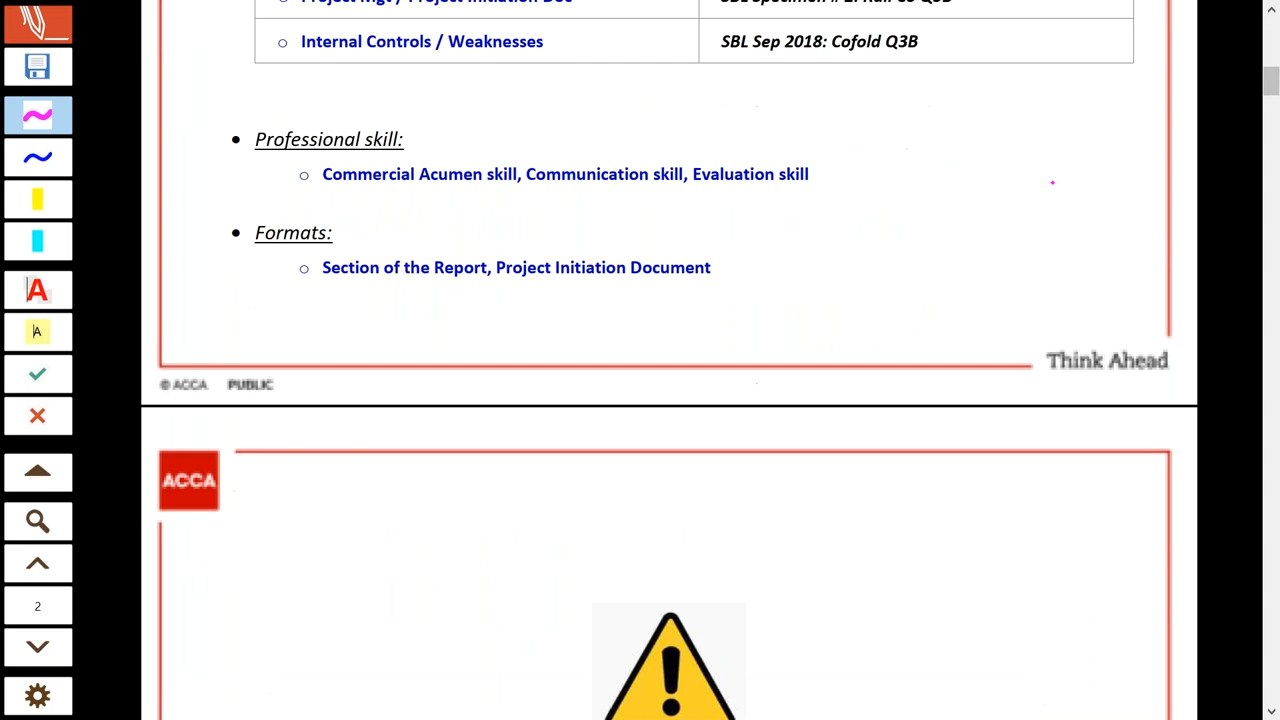 Internal Controls / Weaknesses
SBL Sep 2018: Cofold Q3B
Professional skill:
Commercial Acumen skill, Communication skill, Evaluation skill
Formats:
Section of the Report, Project Initiation Document
Think Ahead
© ACCA PUBLIC
ACCA
A
A
2